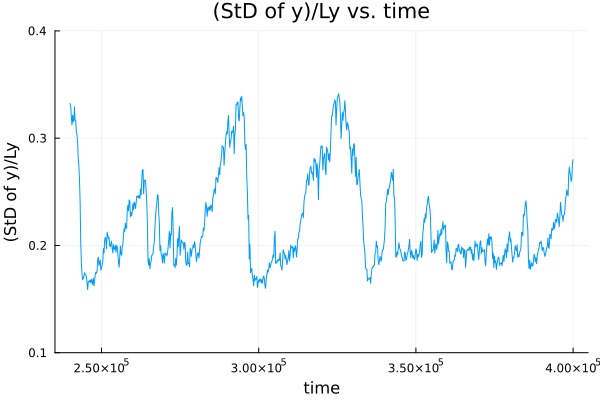 (StD of y)/Ly vs. time
(StD of y)/Ly
0.4
0.3
0.2
0.1
2.50×10⁵ 3.00×10⁵ 3.50×10⁵ 4.00×10⁵
time